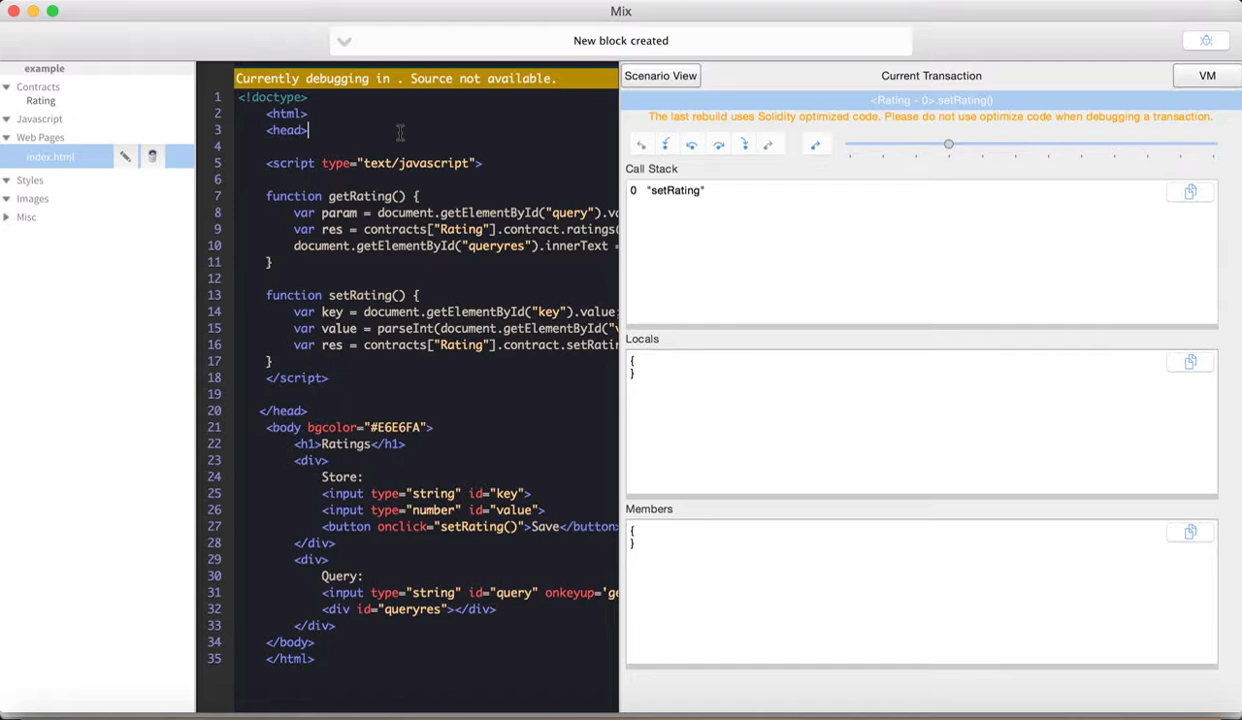 Mix
New block created
example
Contracts
Rating
Javascript
Web Pages
index.html
Styles
Images
Misc
Currently debugging in . Source not available.
1 <!doctype>
2 <html>
3 <head>
4
5 <script type="text/javascript">
6
7 function getRating() {
8 var param = document.getElementById("query").va
9 var res = contracts["Rating"].contract.ratings(
10 document.getElementById("queryres").innerText =
11 }
12
13 function setRating() {
14 var key = document.getElementById("key").value;
15 var value = parseInt(document.getElementById("v
16 var res = contracts["Rating"].contract.setRatin
17 }
18 </script>
19
20 </head>
21 <body bgcolor="#E6E6FA">
22 <h1>Ratings</h1>
23 <div>
24 Store:
25 <input type="string" id="key">
26 <input type="number" id="value">
27 <button onclick="setRating()">Save</button>
28 </div>
29 <div>
30 Query:
31 <input type="string" id="query" onkeyup='ge
32 <div id="queryres"></div>
33 </div>
34 </body>
35 </html>
Scenario View
Current Transaction
VM
<Rating - 0>.setRating()
The last rebuild uses Solidity optimized code. Please do not use optimize code when debugging a transaction.
Call Stack
0 "setRating"
Locals
{
}
Members
{
}